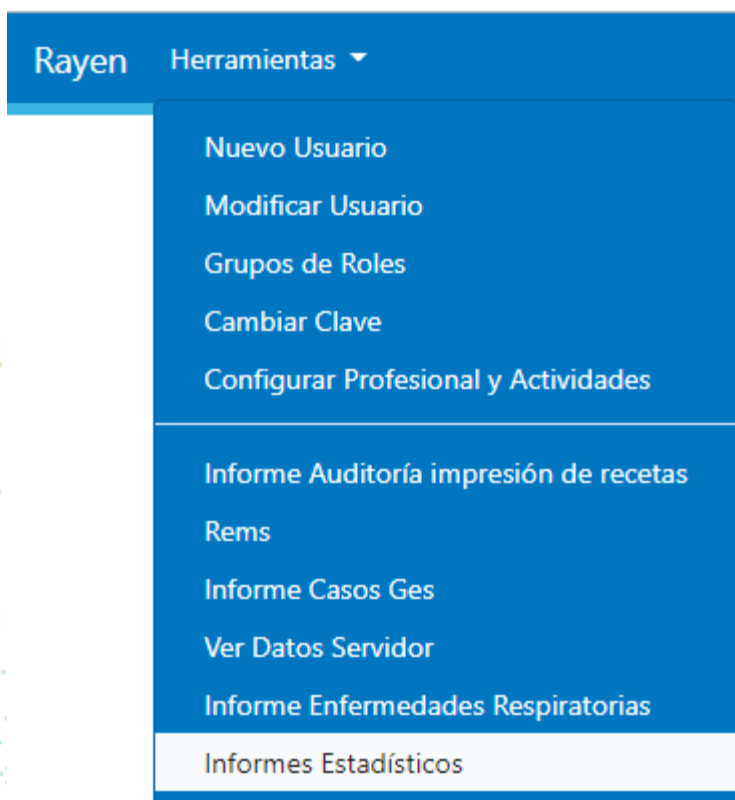 Rayen Herramientas
Nuevo Usuario
Modificar Usuario
Grupos de Roles
Cambiar Clave
Configurar Profesional y Actividades
Informe Auditoría impresión de recetas
Rems
Informe Casos Ges
Ver Datos Servidor
Informe Enfermedades Respiratorias
Informes Estadísticos